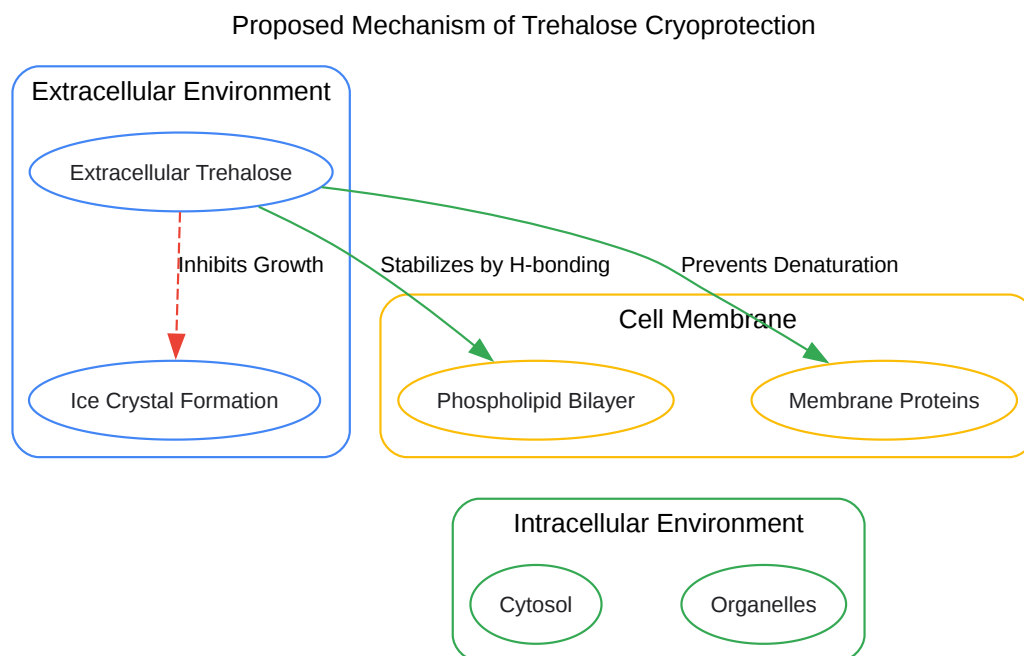 Proposed Mechanism of Trehalose Cryoprotection
Extracellular Environment
Extracellular Trehalose
Inhibits Growth
Stabilizes by H-bonding
Prevents Denaturation
Cell Membrane
Ice Crystal Formation
Phospholipid Bilayer
Membrane Proteins
Intracellular Environment
Cytosol
Organelles